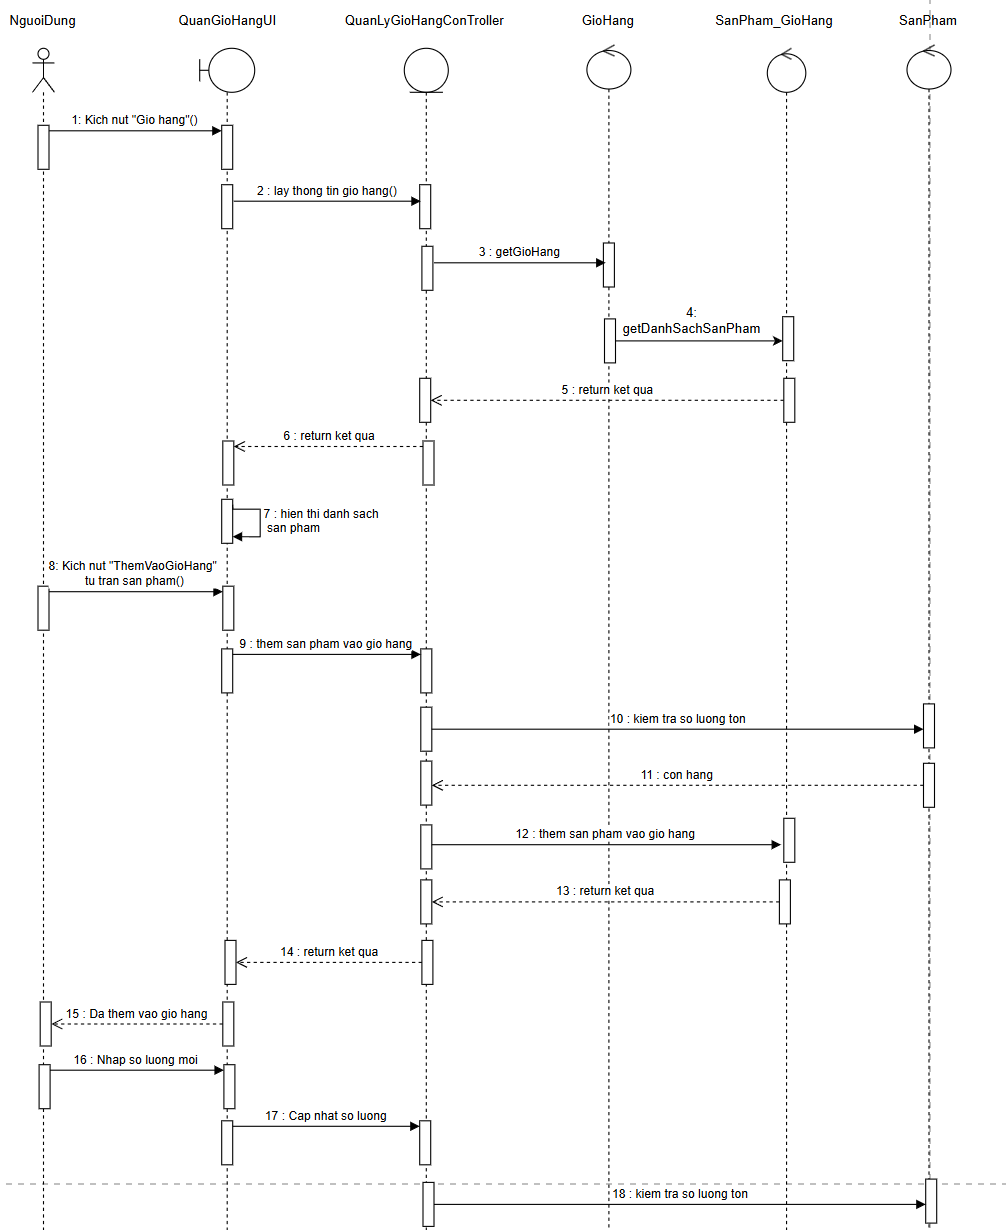 NguoiDung
QuanGioHangUI
QuanLyGioHangConTroller
GioHang
SanPham_GioHang
SanPham
1: Kich nut "Gio hang"()
2 : lay thong tin gio hang()
3 : getGioHang
4:
getDanhSachSanPham
5 : return ket qua
6 : return ket qua
7 : hien thi danh sach
san pham
8: Kich nut "ThemVaoGioHang"
tu tran san pham()
9 : them san pham vao gio hang
10 : kiem tra so luong ton
11 : con hang
12 : them san pham vao gio hang
13 : return ket qua
14 : return ket qua
15 : Da them vao gio hang
16 : Nhap so luong moi
17 : Cap nhat so luong
18 : kiem tra so luong ton